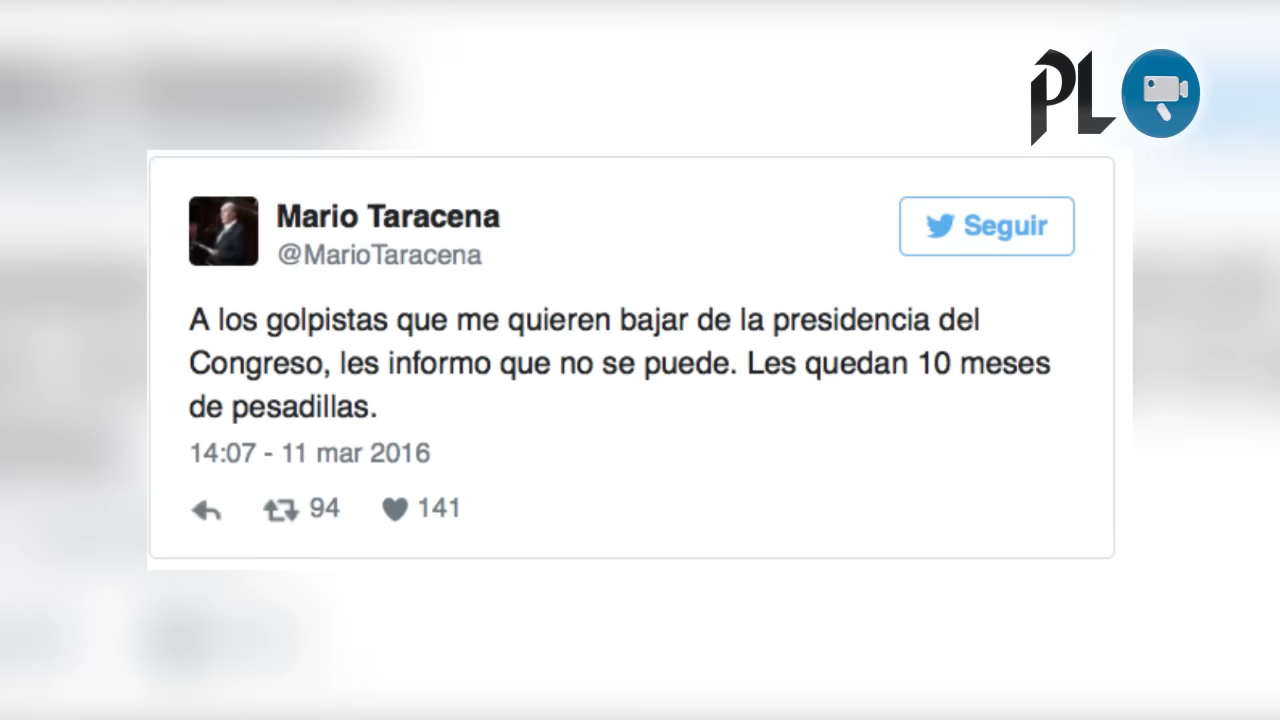 PL
Mario Taracena
@MarioTaracena
Seguir
A los golpistas que me quieren bajar de la presidencia del
Congreso, les informo que no se puede. Les quedan 10 meses
de pesadillas.
14:07 - 11 mar 2016
94 141